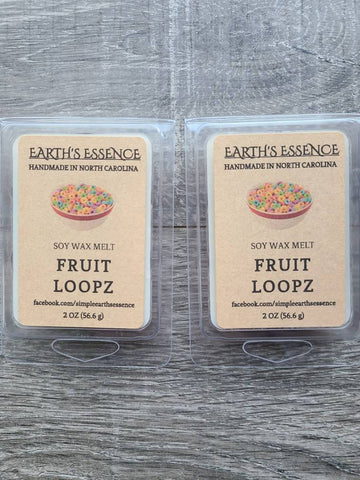 EARTH'S ESSENCE
HANDMADE IN NORTH CAROLINA
SOY WAX MELT
FRUIT
LOOPZ
facebook.com/simpleearthsessence
2 OZ (56.6 g)
EARTH'S ESSENCE
HANDMADE IN NORTH CAROLINA
SOY WAX MELT
FRUIT
LOOPZ
facebook.com/simpleearthsessence
2 OZ (56.6 g)